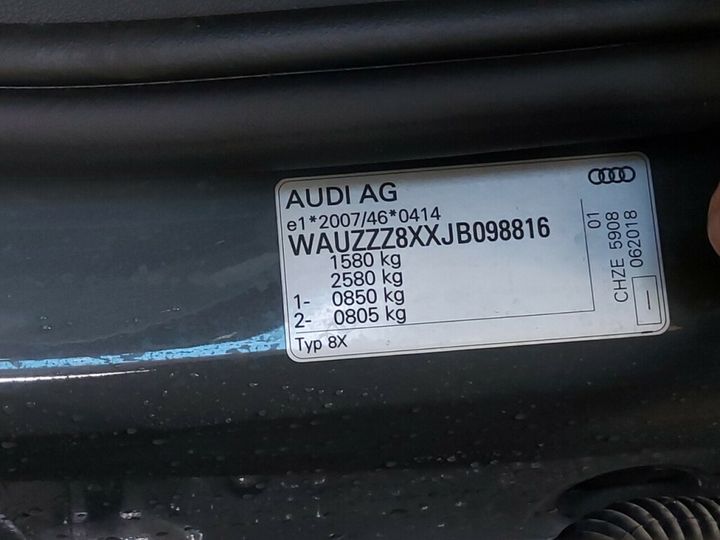 AUDI AG
e1*2007/46*0414
WAUZZZ8XXJB098816
1580 kg
2580 kg
1- 0850 kg
2- 0805 kg
Typ 8X
01
CHZE 5908
062018